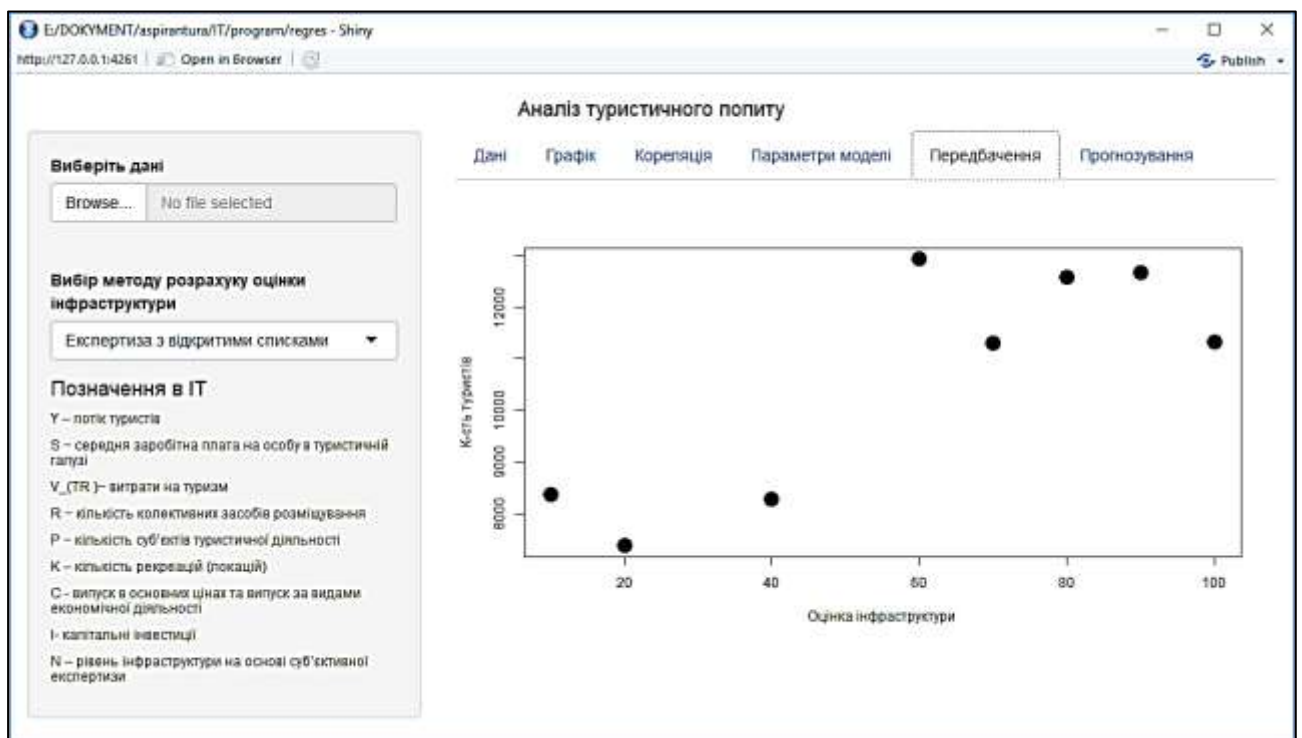 E:/DOKYMENT/aspirantura/IT/program/regres - Shiny
http://127.0.0.1:4261 Open in Browser Publish
Аналіз туристичного попиту
Виберіть дані
Browse... No file selected
Вибір методу розрахуку оцінки
інфраструктури
Експертиза з відкритими списками
Позначення в ІТ
Y – потік туристів
S – середня заробітна плата на особу в туристичній
галузі
V_(TR )– витрати на туризм
R – кількість колективних засобів розміщування
P – кількість суб'єктів туристичної діяльності
K – кількість рекреацій (локацій)
C - випуск в основних цінах та випуск за видами
економічної діяльності
I- капітальні інвестиції
N – рівень інфраструктури на основі суб'єктивної
експертизи
Дані Графік Кореляція Параметри моделі Передбачення Прогнозування
К-сть туристів
12000
10000
9000
8000
20 40 60 80 100
Оцінка інфраструктури